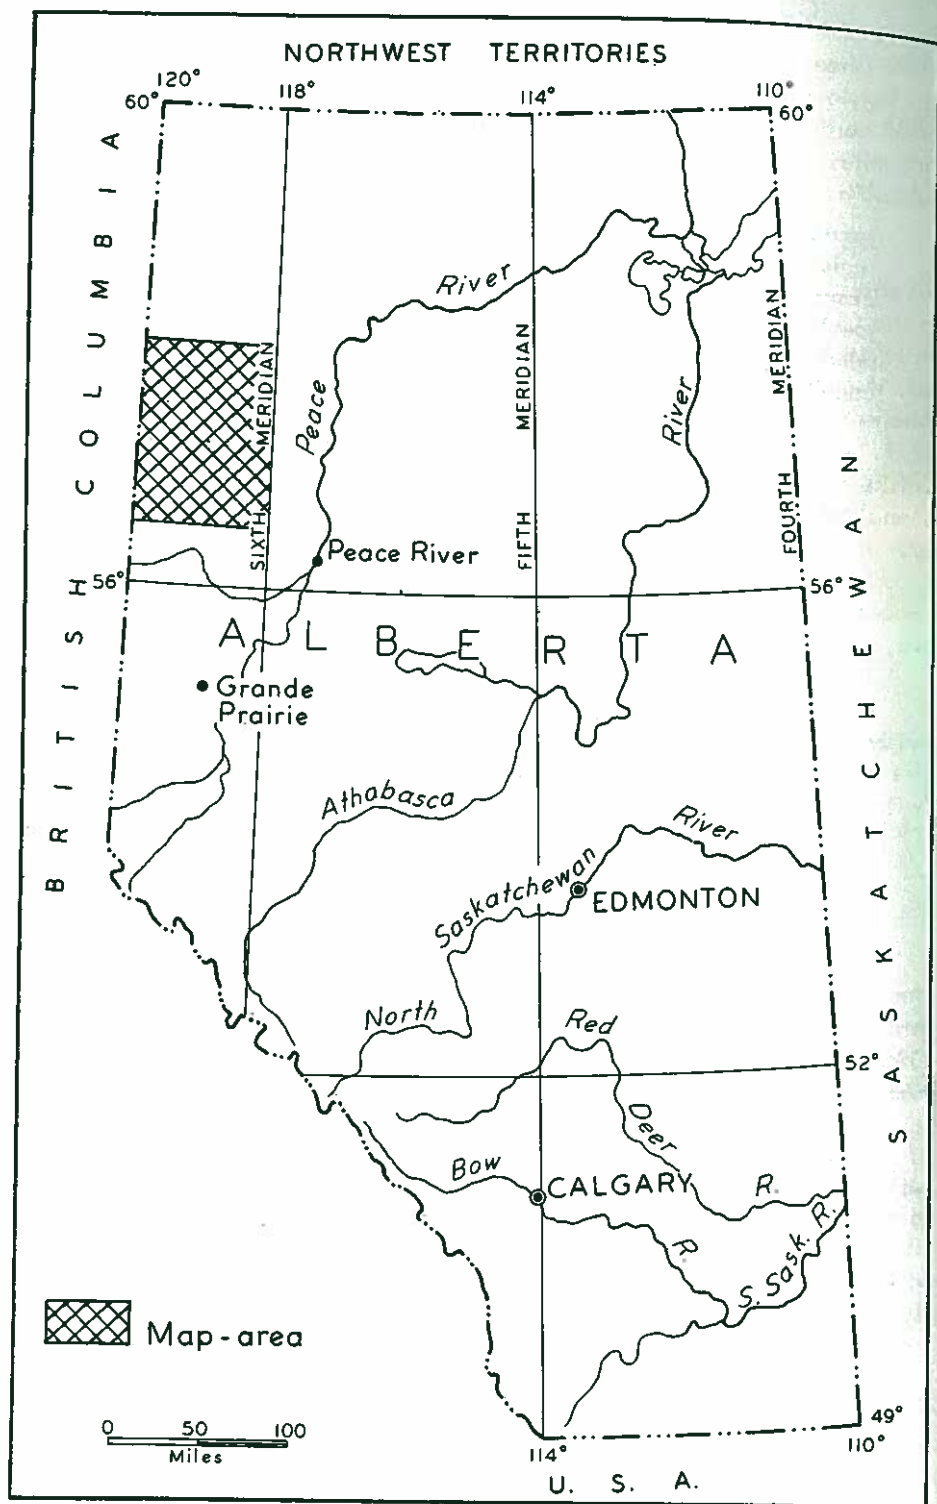 NORTHWEST TERRITORIES
120°
118°
114°
110°
60°
60°
BRITISH COLUMBIA
River
Peace
MERIDIAN
SIXTH
MERIDIAN
FIFTH
River
MERIDIAN
FOURTH
SASKATCHEWAN
Peace River
56°
56°
ALBERTA
Grande
Prairie
Athabasca
River
Saskatchewan
EDMONTON
North
Red
52°
Deer
Bow
CALGARY
R.
R.
S. Sask. R.
Map-area
0 50 100
Miles
49°
114°
110°
U. S. A.